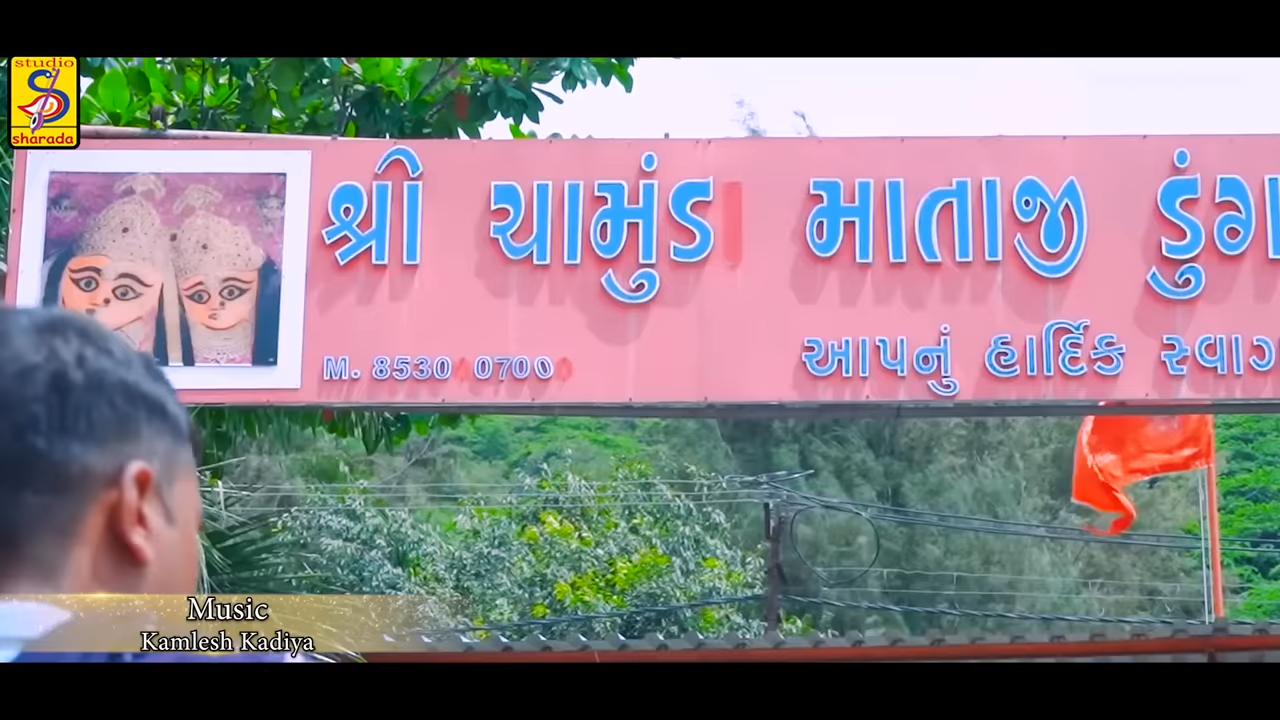 studio
sharada
શ્રી ચામુંડ માતાજી
M. 8530 0700
આપનું હાર્દિક
Music
Kamlesh Kadiya